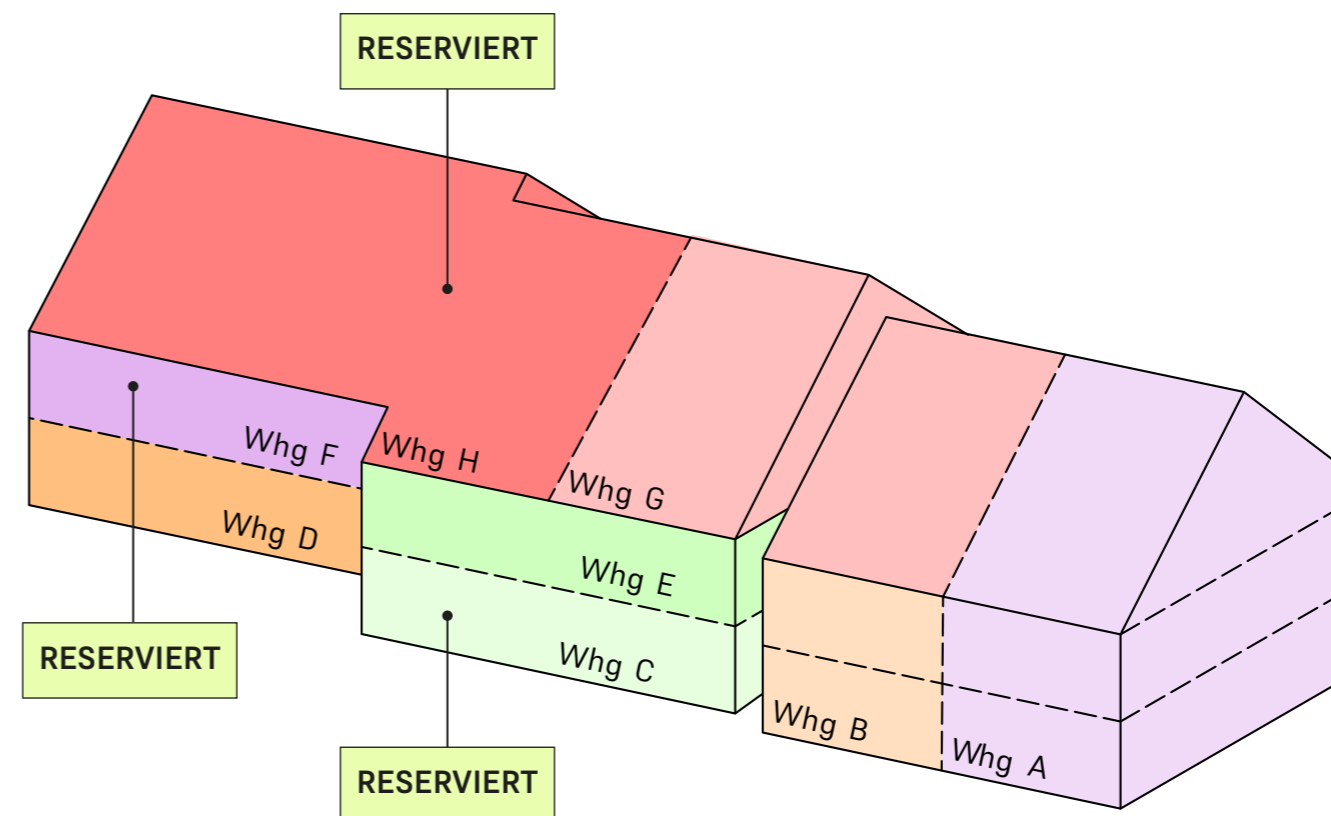 RESERVIERT
Whg F
Whg H
Whg G
Whg D
Whg E
RESERVIERT
Whg C
Whg B
Whg A
RESERVIERT